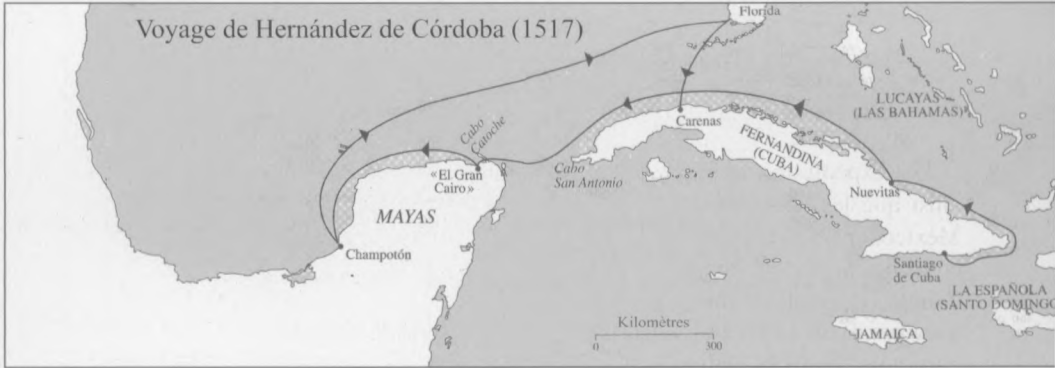 Voyage de Hernández de Córdoba (1517)
Florida
LUCAYAS
(LAS BAHAMAS)
Carenas
FERNANDINA
(CUBA)
Cabo
Catoche
«El Gran
Cairo»
Cabo
San Antonio
Nuevitas
MAYAS
Champotón
Santiago
de Cuba
LA ESPAÑOLA
(SANTO DOMINGO
Kilomètres
0
300
JAMAICA